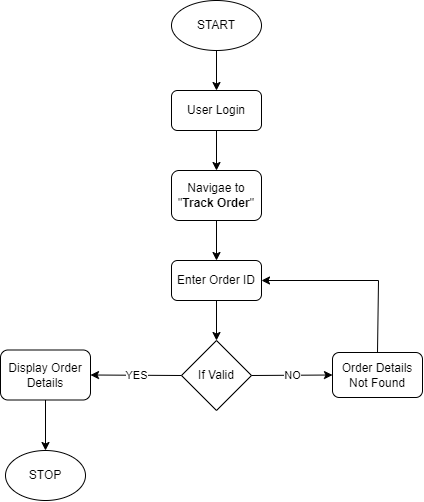 START
User Login
Navigae to
"Track Order"
Enter Order ID
If Valid
YES
NO
Display Order
Details
Order Details
Not Found
STOP